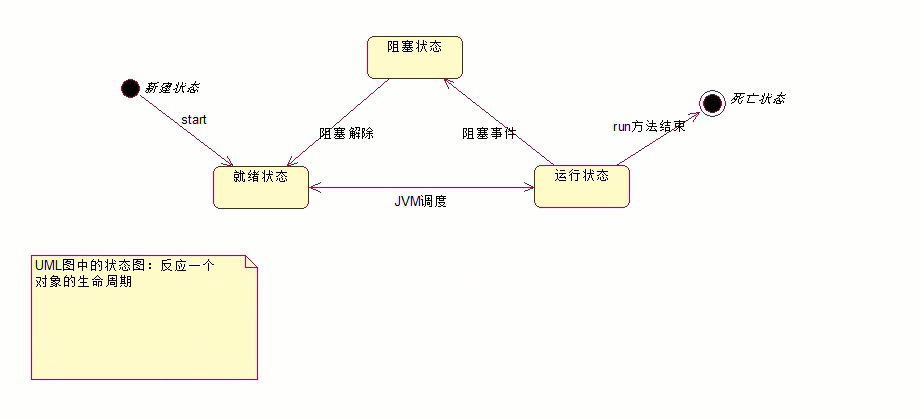 阻塞状态
新建状态
死亡状态
start
run方法结束
阻塞解除
阻塞事件
就绪状态
运行状态
JVM调度
UML图中的状态图：反应一个
对象的生命周期